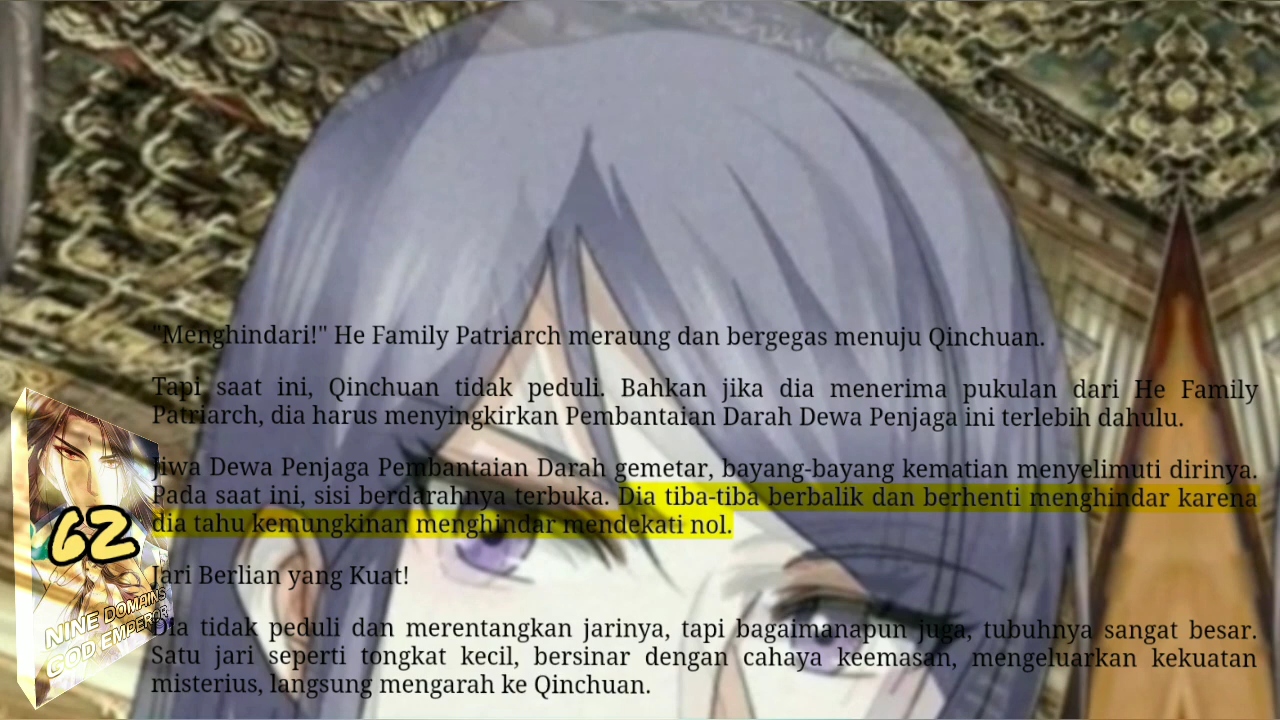 "Menghindari!" He Family Patriarch meraung dan bergegas menuju Qinchuan.
Tapi saat ini, Qinchuan tidak peduli. Bahkan jika dia menerima pukulan dari He Family
Patriarch, dia harus menyingkirkan Pembantaian Darah Dewa Penjaga ini terlebih dahulu.
Jiwa Dewa Penjaga Pembantaian Darah gemetar, bayang-bayang kematian menyelimuti dirinya.
Pada saat ini, sisi berdarahnya terbuka. Dia tiba-tiba berbalik dan berhenti menghindar karena
dia tahu kemungkinan menghindar mendekati nol.
Jari Berlian yang Kuat!
Dia tidak peduli dan merentangkan jarinya, tapi bagaimanapun juga, tubuhnya sangat besar.
Satu jari seperti tongkat kecil, bersinar dengan cahaya keemasan, mengeluarkan kekuatan
misterius, langsung mengarah ke Qinchuan.
62
NINE DOMAINS
GOD EMPEROR